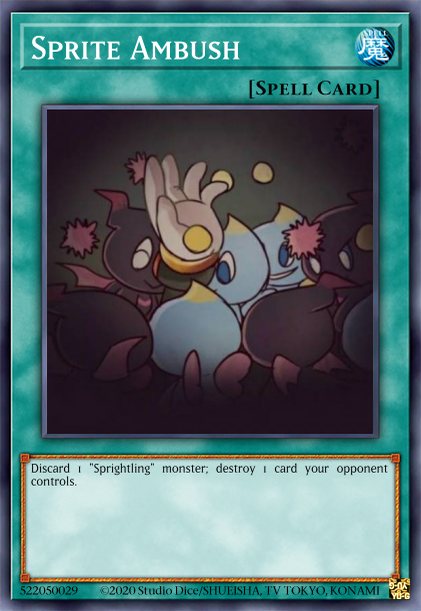 Sprite Ambush
SPELL
魔
[Spell Card]
Discard 1 "Sprightling" monster; destroy 1 card your opponent
controls.
522050029 ©2020 Studio Dice/SHUEISHA, TV TOKYO, KONAMI